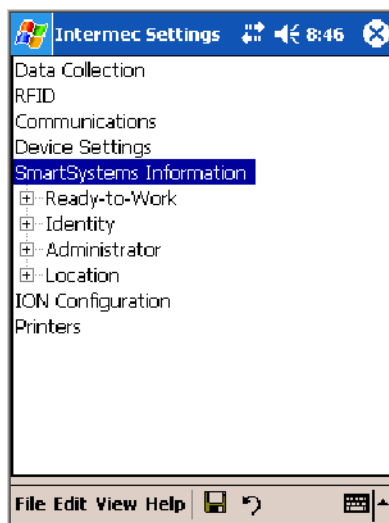 Intermec Settings 8:46
Data Collection
RFID
Communications
Device Settings
SmartSystems Information
Ready-to-Work
Identity
Administrator
Location
ION Configuration
Printers
File Edit View Help